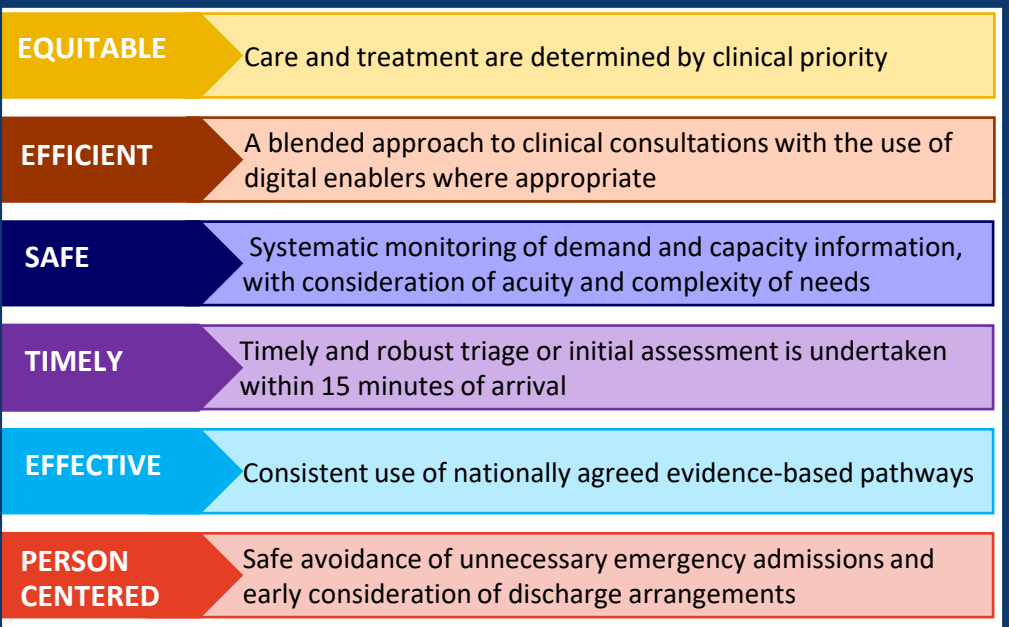 EQUITABLE
Care and treatment are determined by clinical priority
EFFICIENT
A blended approach to clinical consultations with the use of
digital enablers where appropriate
SAFE
Systematic monitoring of demand and capacity information,
with consideration of acuity and complexity of needs
TIMELY
Timely and robust triage or initial assessment is undertaken
within 15 minutes of arrival
EFFECTIVE
Consistent use of nationally agreed evidence-based pathways
PERSON
CENTERED
Safe avoidance of unnecessary emergency admissions and
early consideration of discharge arrangements